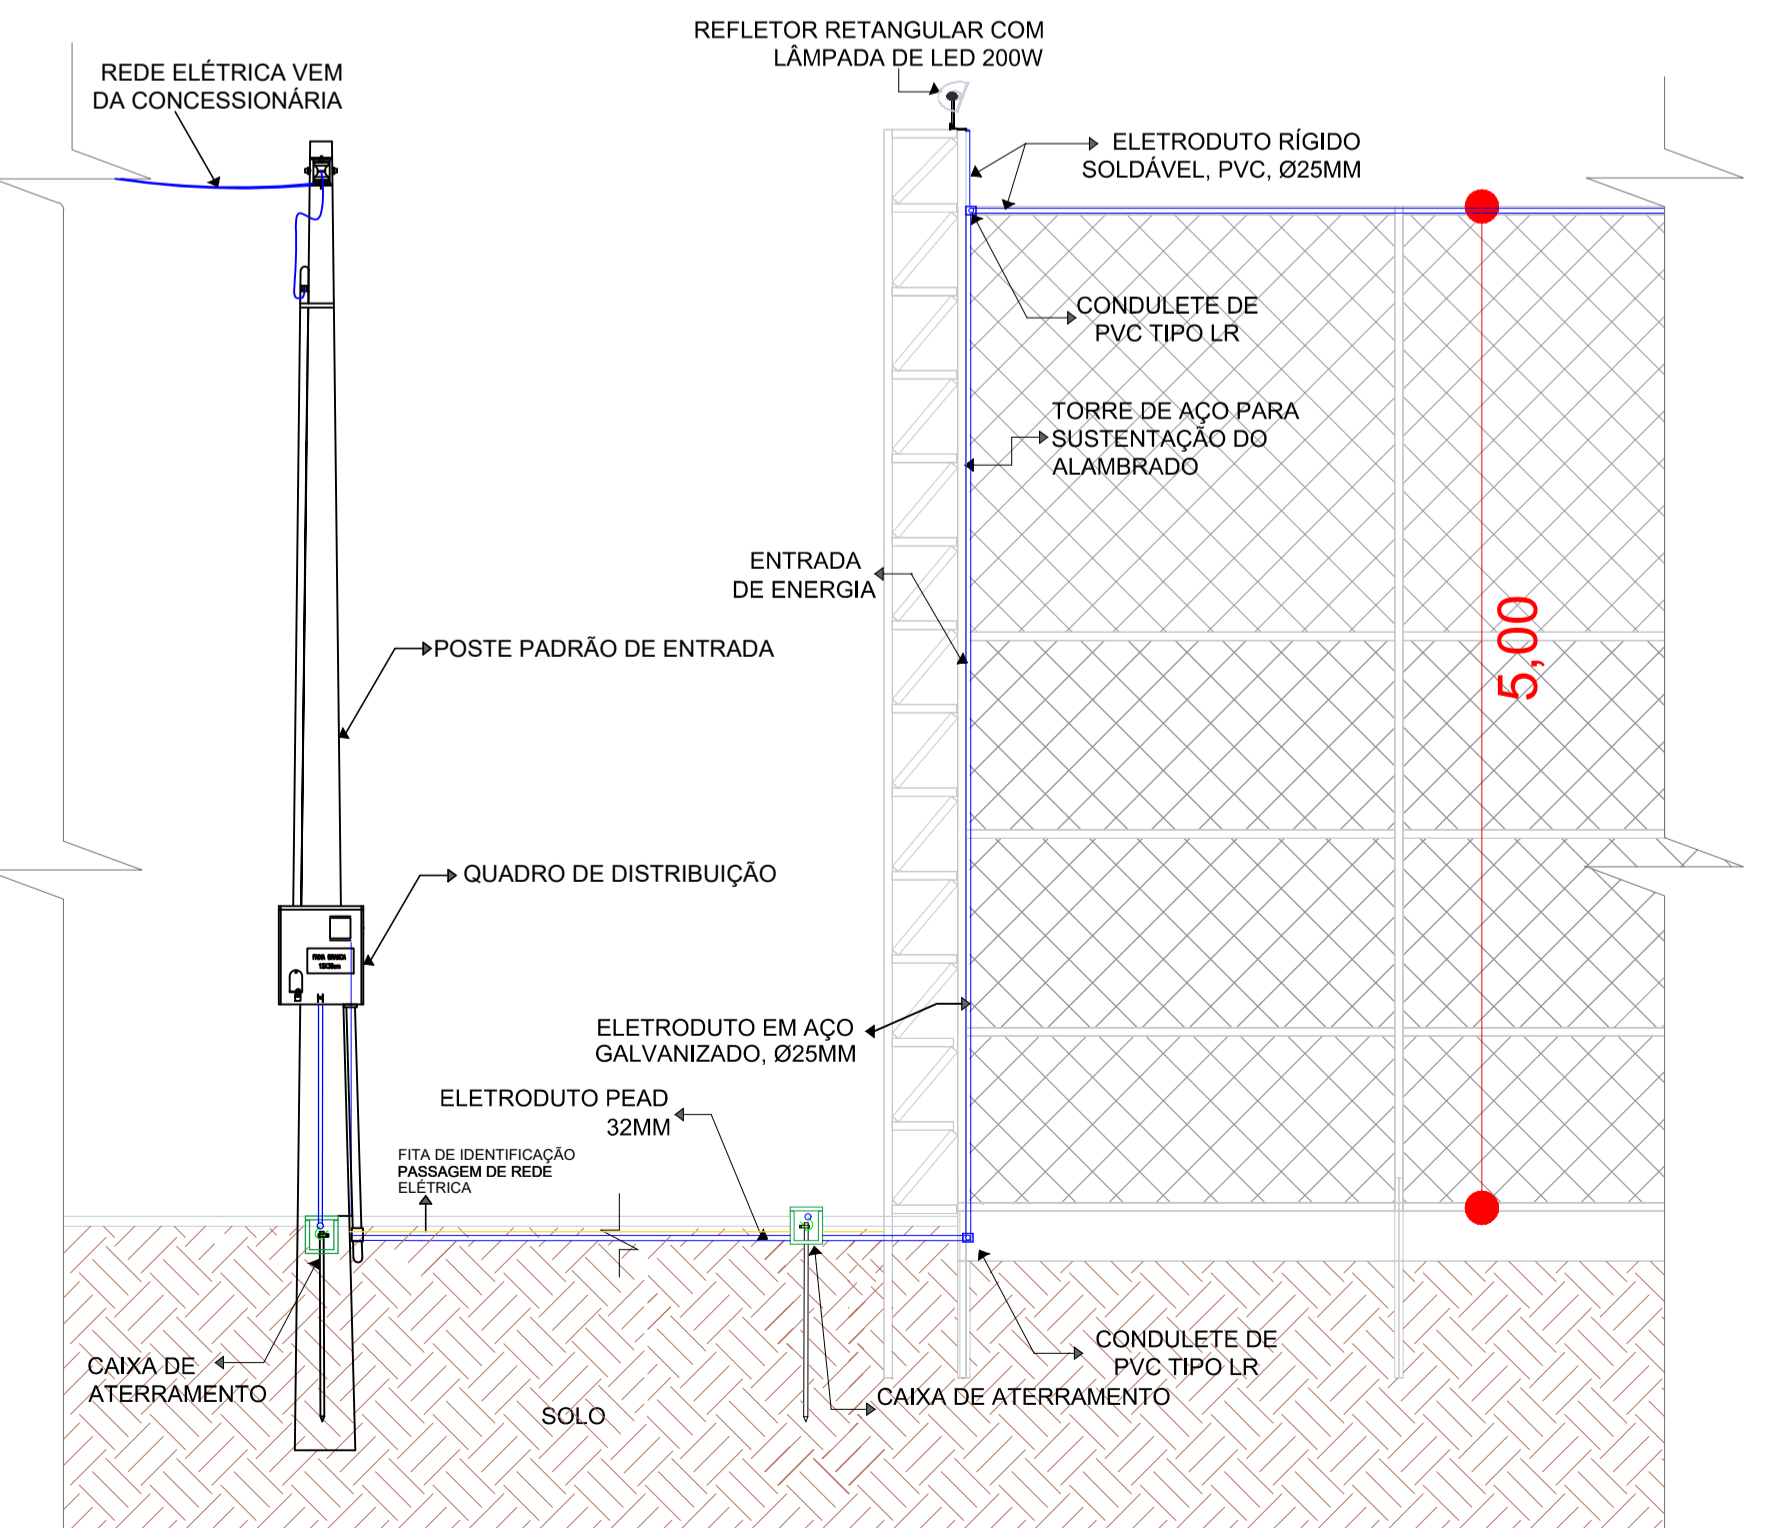 REFLETOR RETANGULAR COM
LÂMPADA DE LED 200W
REDE ELÉTRICA VEM
DA CONCESSIONÁRIA
ELETRODUTO RÍGIDO
SOLDÁVEL, PVC, Ø25MM
CONDULETE DE
PVC TIPO LR
TORRE DE AÇO PARA
SUSTENTAÇÃO DO
ALAMBRADO
ENTRADA
DE ENERGIA
5,00
POSTE PADRÃO DE ENTRADA
QUADRO DE DISTRIBUIÇÃO
ELETRODUTO EM AÇO
GALVANIZADO, Ø25MM
ELETRODUTO PEAD
32MM
FITA DE IDENTIFICAÇÃO
PASSAGEM DE REDE
ELÉTRICA
CONDULETE DE
PVC TIPO LR
CAIXA DE
ATERRAMENTO
CAIXA DE ATERRAMENTO
SOLO